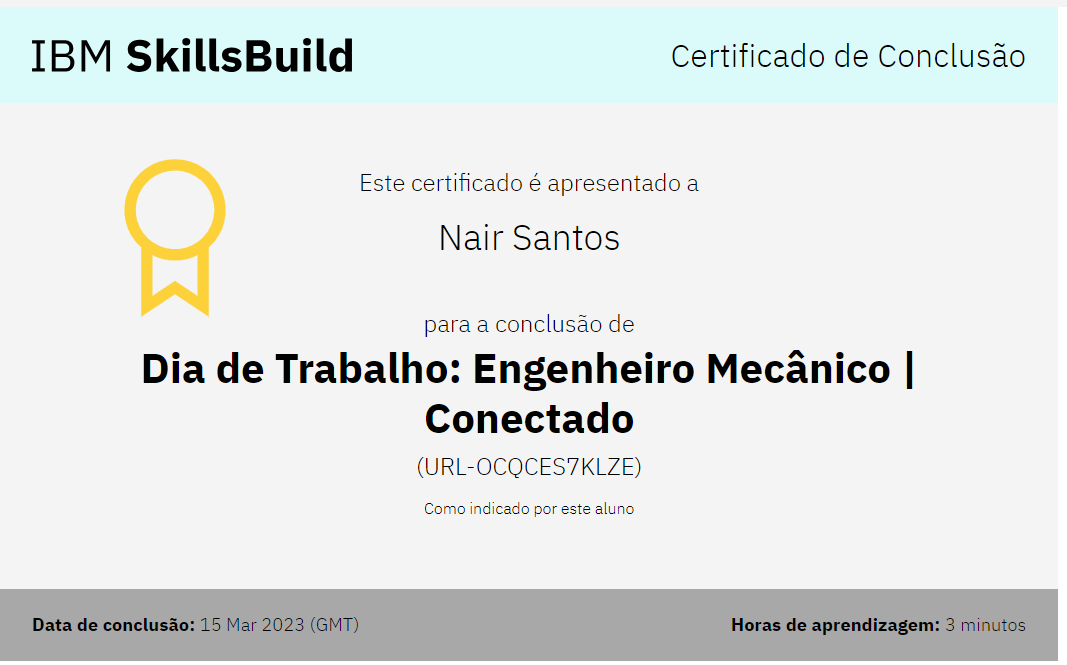 IBM SkillsBuild
Certificado de Conclusão
Este certificado é apresentado a
Nair Santos
para a conclusão de
Dia de Trabalho: Engenheiro Mecânico |
Conectado
(URL-OCQCES7KLZE)
Como indicado por este aluno
Data de conclusão: 15 Mar 2023 (GMT)
Horas de aprendizagem: 3 minutos